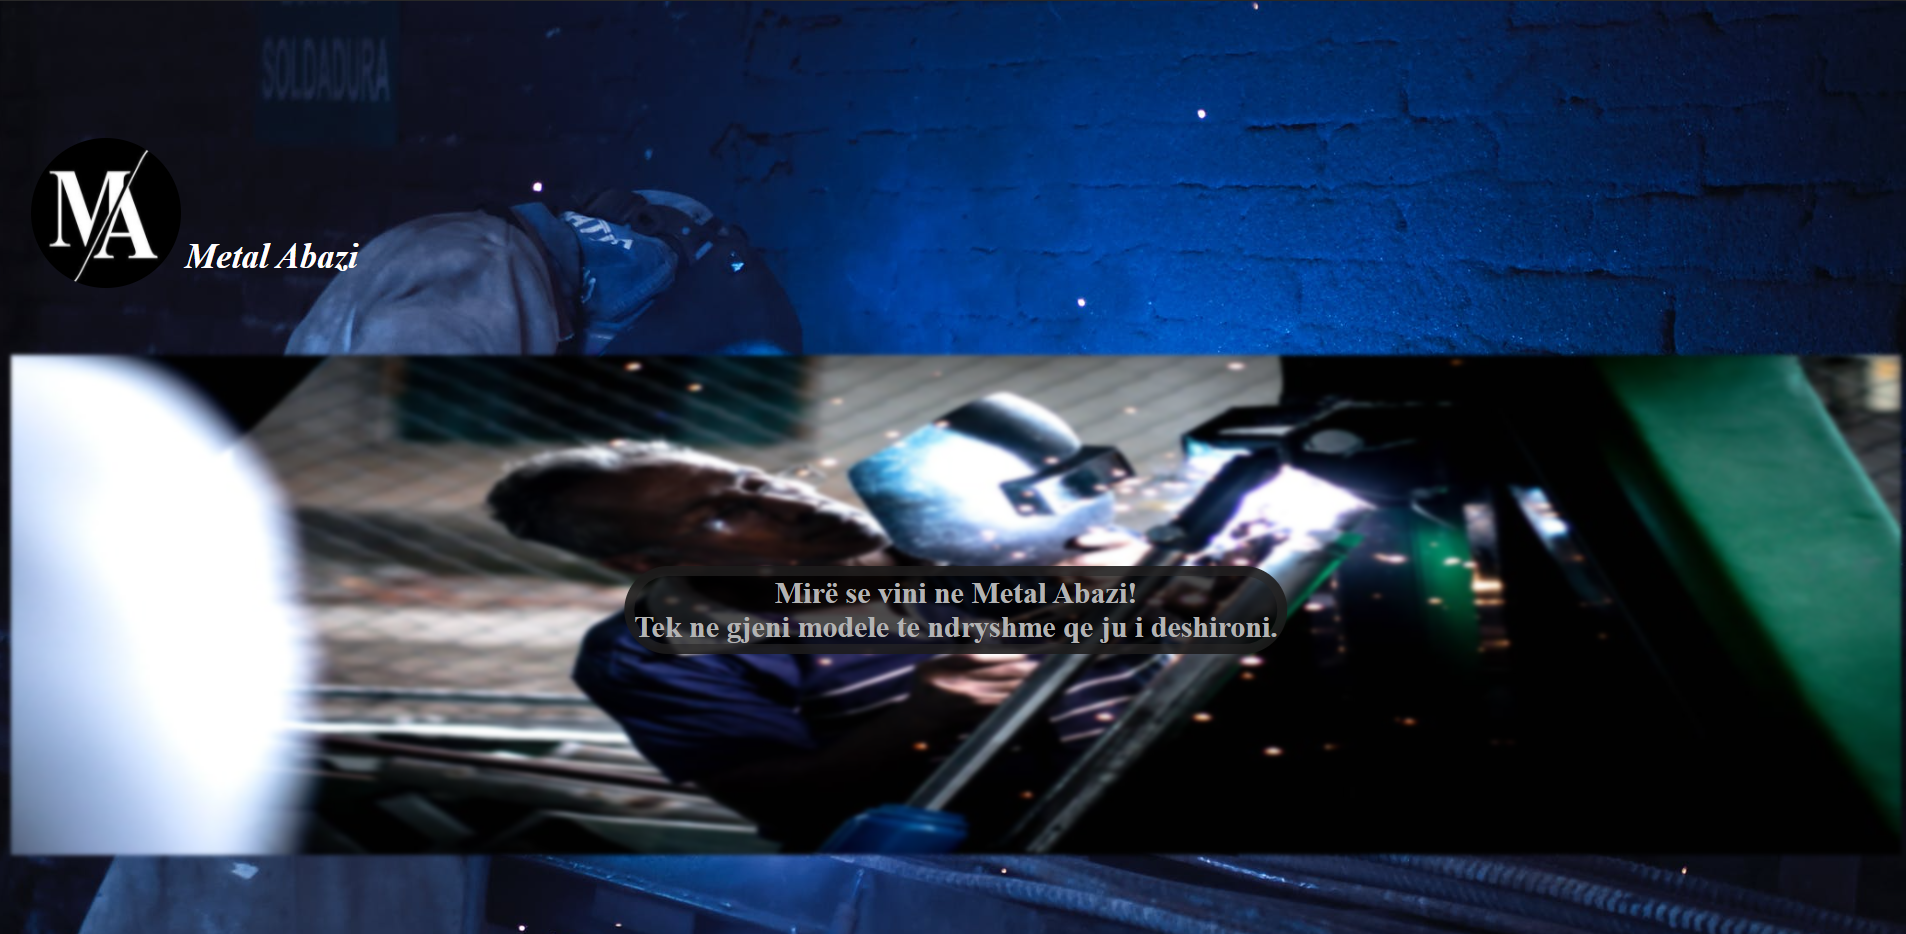 SOLDADURA
MA
Metal Abazi
Mirë se vini ne Metal Abazi!
Tek ne gjeni modele te ndryshme qe ju i deshironi.